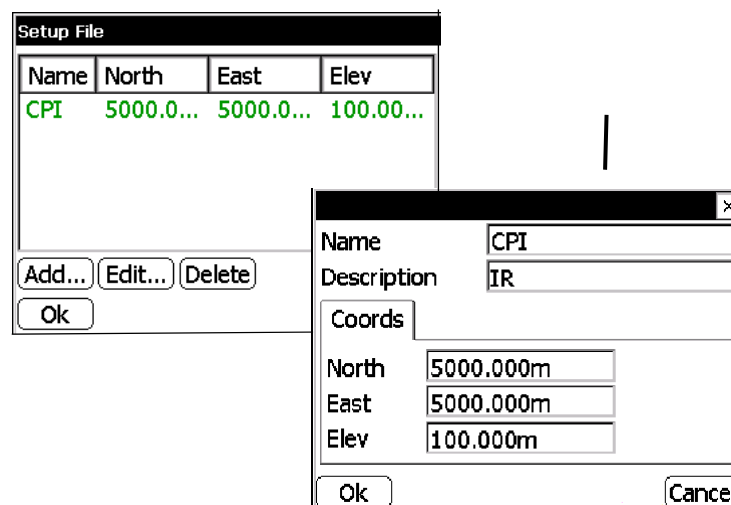 Setup File
Name North East Elev
CPI 5000.0... 5000.0... 100.00...
Add... Edit... Delete
Ok
Name CPI
Description IR
Coords
North 5000.000m
East 5000.000m
Elev 100.000m
Ok Cance